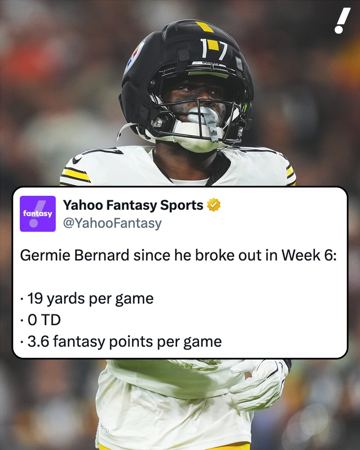 17
fantasy
Yahoo Fantasy Sports
@YahooFantasy
Germie Bernard since he broke out in Week 6:
· 19 yards per game
· 0 TD
· 3.6 fantasy points per game